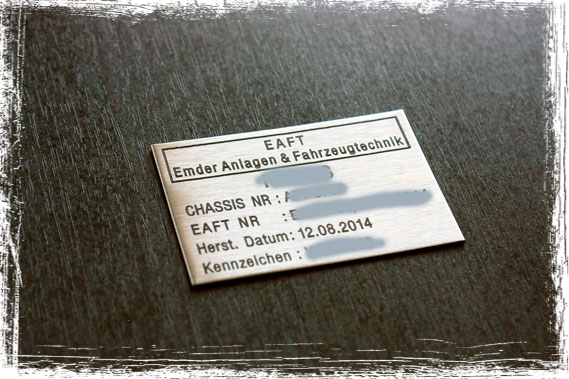 EAFT
Emder Anlagen & Fahrzeugtechnik
CHASSIS NR : A
EAFT NR : E
Herst. Datum : 12.08.2014
Kennzeichen :